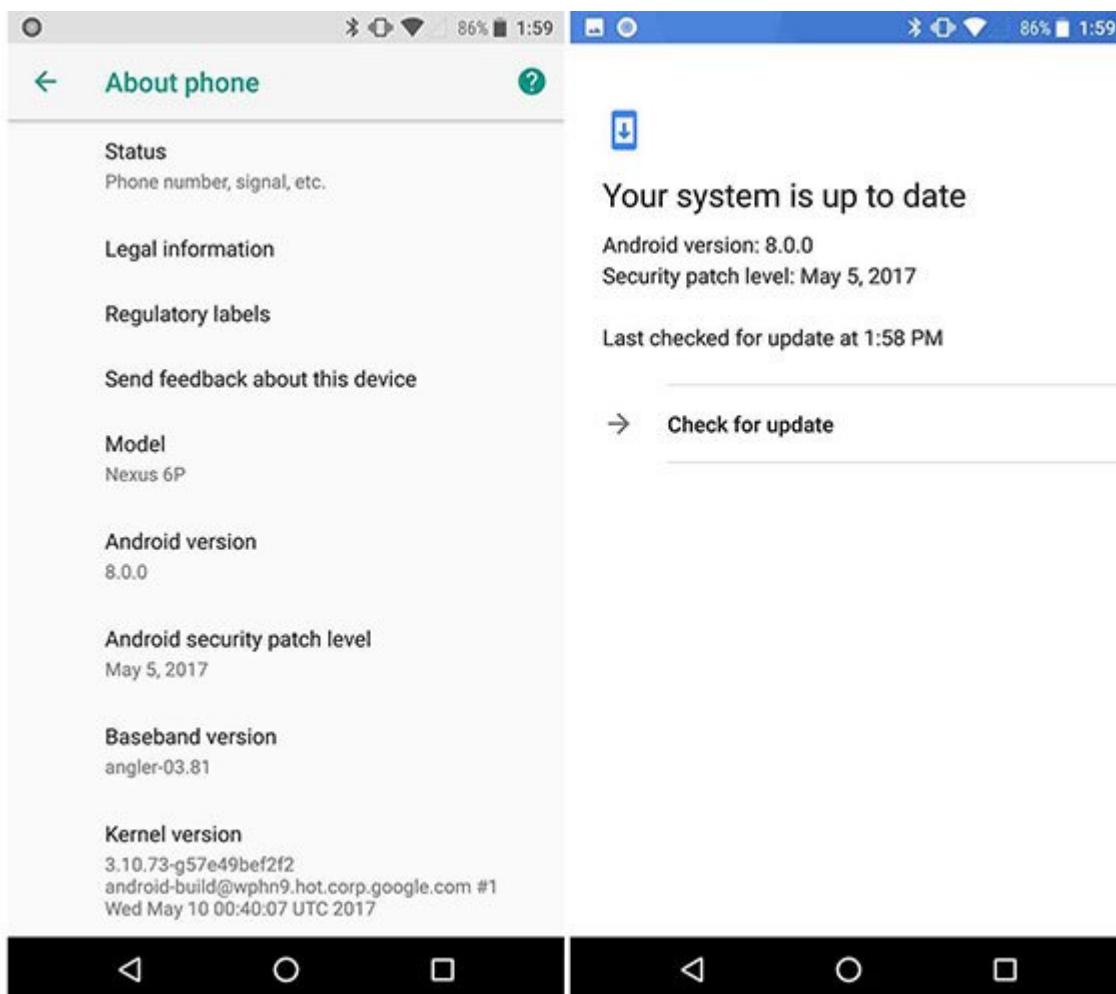 86% 1:59
About phone
Status
Phone number, signal, etc.
Legal information
Regulatory labels
Send feedback about this device
Model
Nexus 6P
Android version
8.0.0
Android security patch level
May 5, 2017
Baseband version
angler-03.81
Kernel version
3.10.73-g57e49bef2f2
android-build@wphn9.hot.corp.google.com #1
Wed May 10 00:40:07 UTC 2017
86% 1:59
Your system is up to date
Android version: 8.0.0
Security patch level: May 5, 2017
Last checked for update at 1:58 PM
Check for update